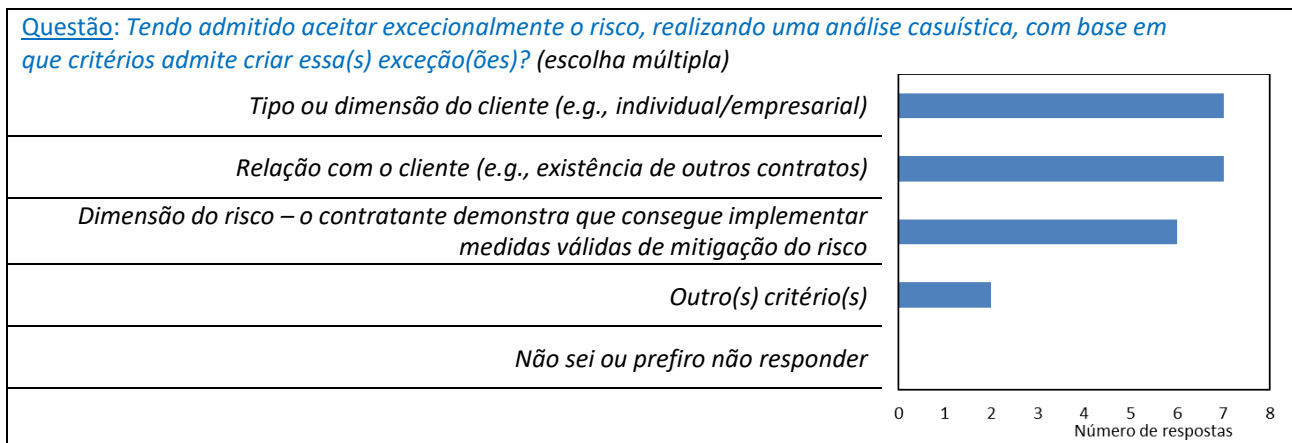 Questão: Tendo admitido aceitar excecionalmente o risco, realizando uma análise casuística, com base em
que critérios admite criar essa(s) exceção(ões)? (escolha múltipla)
Tipo ou dimensão do cliente (e.g., individual/empresarial)
Relação com o cliente (e.g., existência de outros contratos)
Dimensão do risco – o contratante demonstra que consegue implementar
medidas válidas de mitigação do risco
Outro(s) critério(s)
Não sei ou prefiro não responder
0 1 2 3 4 5 6 7 8
Número de respostas